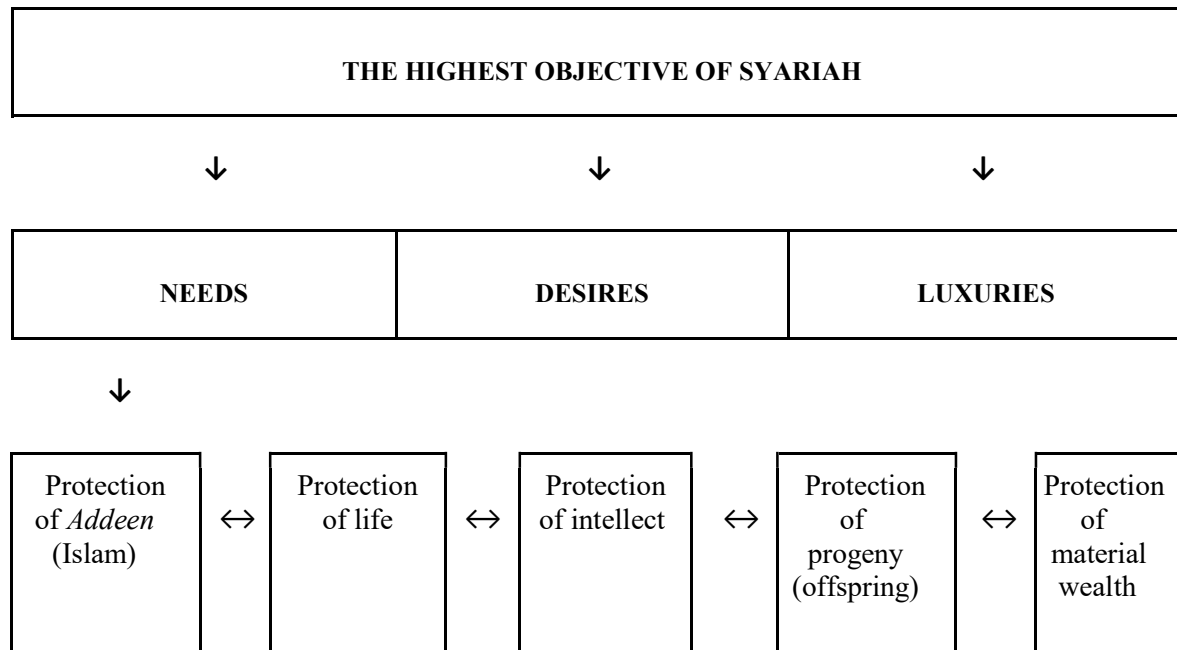 THE HIGHEST OBJECTIVE OF SYARIAH
↓ ↓ ↓
NEEDS DESIRES LUXURIES
↓
Protection
of Addeen
(Islam)
↔
Protection
of life
↔
Protection
of intellect
↔
Protection
of
progeny
(offspring)
↔
Protection
of
material
wealth